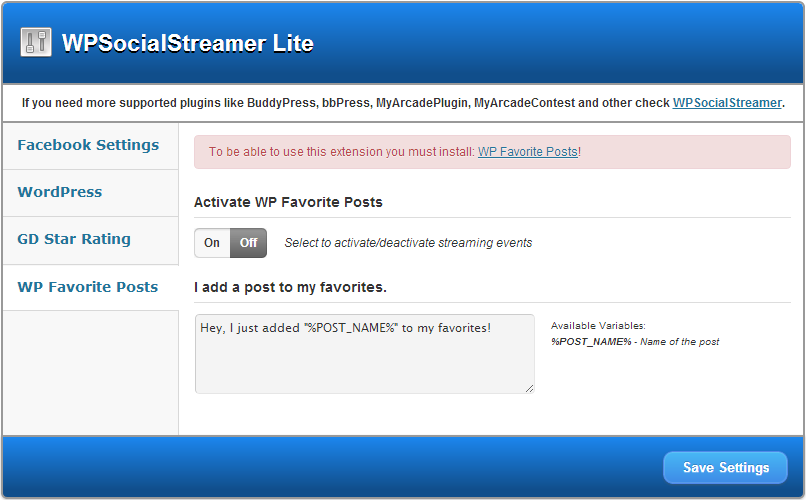 WPSocialStreamer Lite
If you need more supported plugins like BuddyPress, bbPress, MyArcadePlugin, MyArcadeContest and other check WPSocialStreamer.
Facebook Settings
WordPress
GD Star Rating
WP Favorite Posts
To be able to use this extension you must install: WP Favorite Posts!
Activate WP Favorite Posts
On Off Select to activate/deactivate streaming events
I add a post to my favorites.
Hey, I just added "%POST_NAME%" to my favorites!
Available Variables:
%POST_NAME% - Name of the post
Save Settings